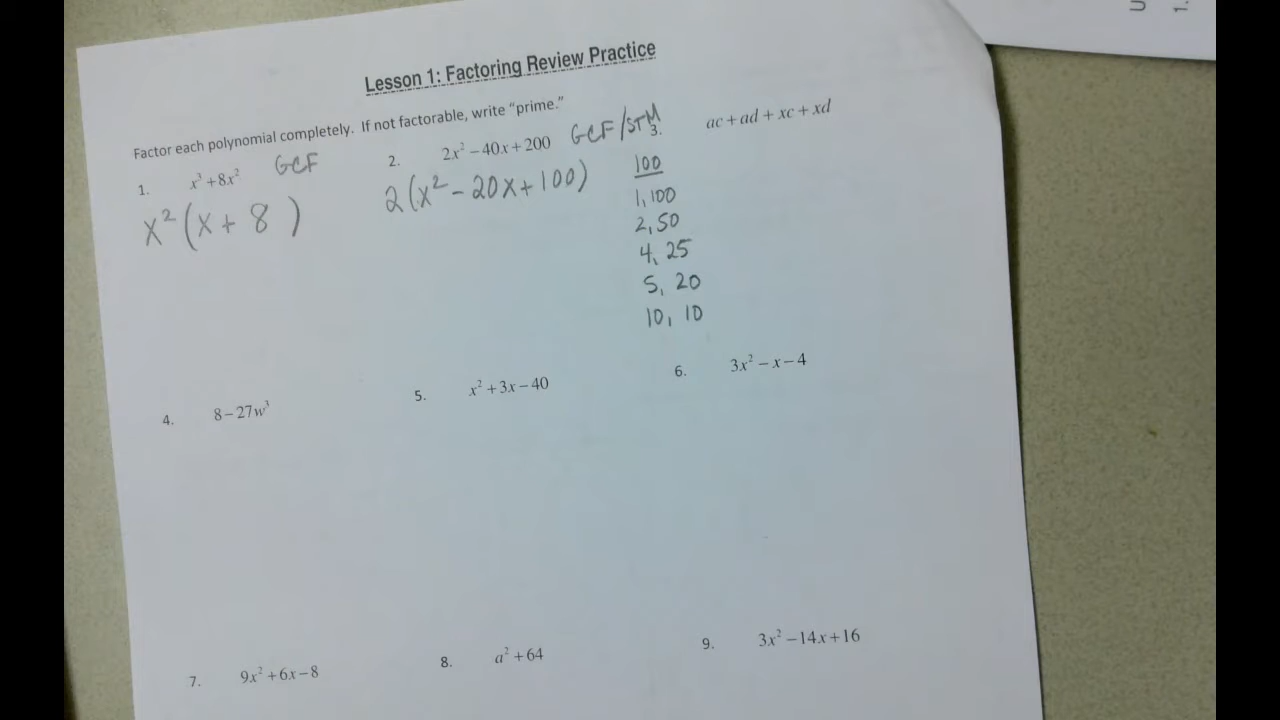 Lesson 1: Factoring Review Practice
Factor each polynomial completely. If not factorable, write “prime.”
1. x³ + 8x² GCF
x² (x + 8 )
2. 2x² – 40x + 200 GCF/STM
2(x² – 20x + 100)
100
1, 100
2, 50
4, 25
5, 20
10, 10
3. ac + ad + xc + xd
4. 8 – 27w³
5. x² + 3x – 40
6. 3x² – x – 4
7. 9x² + 6x – 8
8. a² + 64
9. 3x² – 14x + 16
U
1.